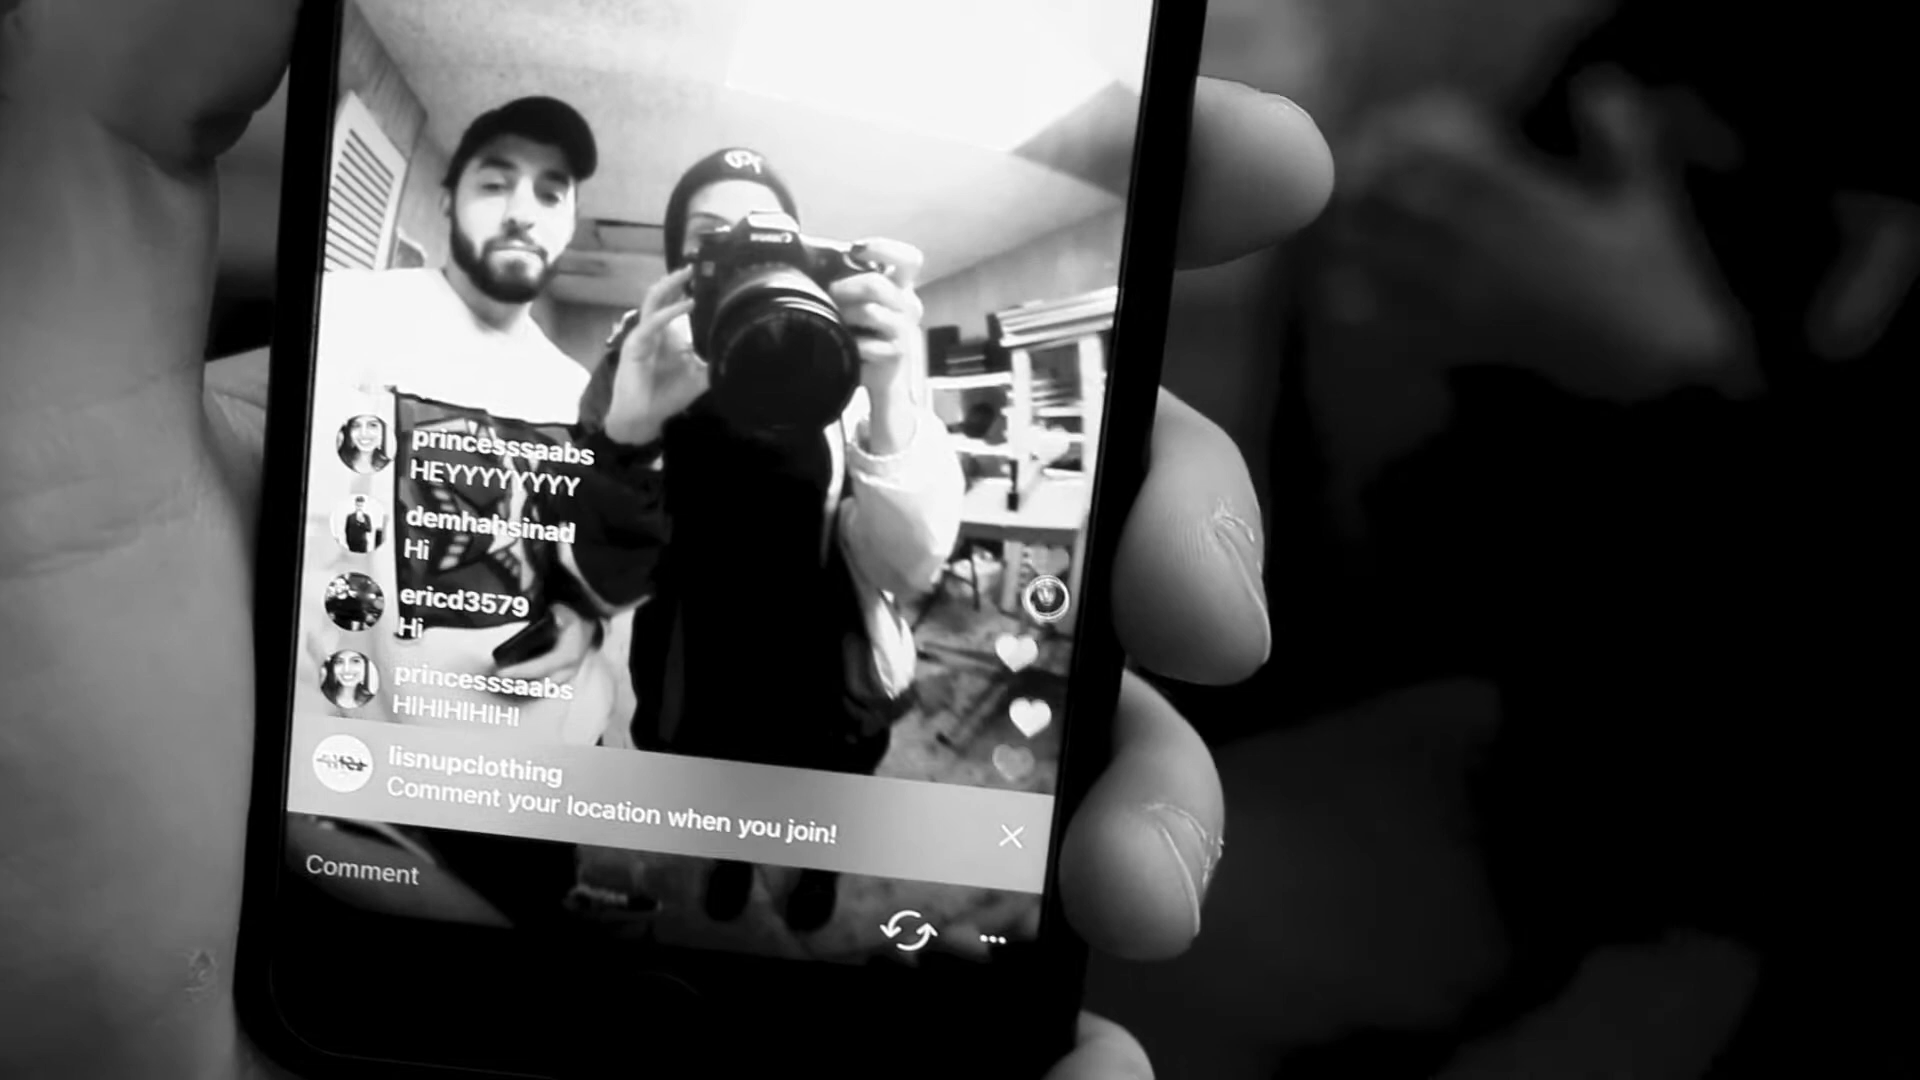 princesssaabs
HEYYYYYYYY
demhahsinad
Hi
ericd3579
Hi
princesssaabs
HIHIHIHIHI
lisnupclothing
Comment your location when you join!
Comment